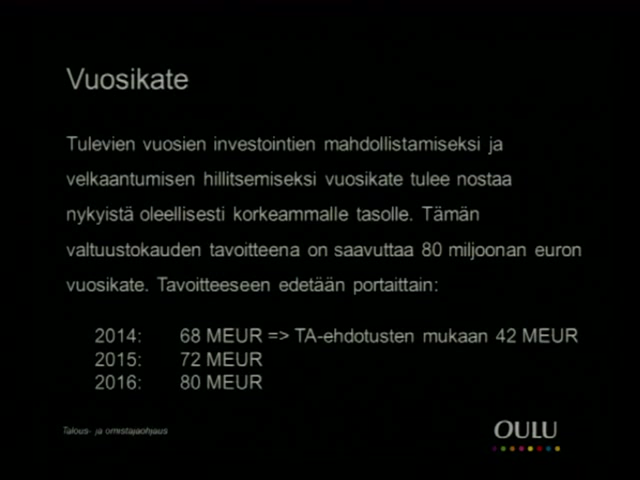 Vuosikate
Tulevien vuosien investointien mahdollistamiseksi ja
velkaantumisen hillitsemiseksi vuosikate tulee nostaa
nykyistä oleellisesti korkeammalle tasolle. Tämän
valtuustokauden tavoitteena on saavuttaa 80 miljoonan euron
vuosikate. Tavoitteeseen edetään portaittain:
2014: 68 MEUR => TA-ehdotusten mukaan 42 MEUR
2015: 72 MEUR
2016: 80 MEUR
Talous- ja omistajaohjaus
OULU